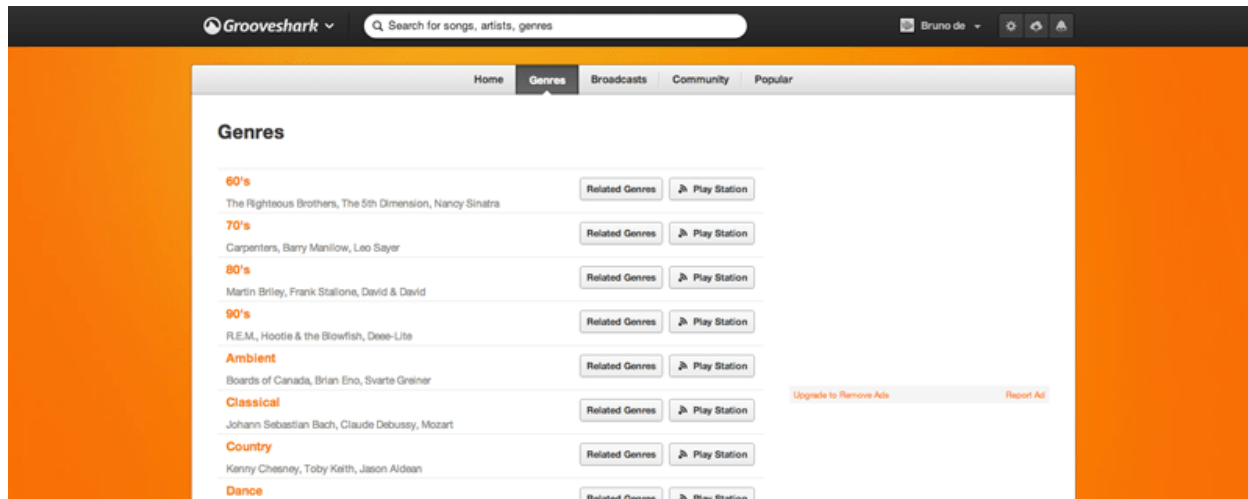 Grooveshark
Search for songs, artists, genres
Bruno de
Home Genres Broadcasts Community Popular
Genres
60's
Related Genres Play Station
The Righteous Brothers, The 5th Dimension, Nancy Sinatra
70's
Related Genres Play Station
Carpenters, Barry Manilow, Leo Sayer
80's
Related Genres Play Station
Martin Briley, Frank Stallone, David & David
90's
Related Genres Play Station
R.E.M., Hootie & the Blowfish, Deee-Lite
Ambient
Related Genres Play Station
Boards of Canada, Brian Eno, Svarte Greiner
Upgrade to Remove Ads Report Ad
Classical
Related Genres Play Station
Johann Sebastian Bach, Claude Debussy, Mozart
Country
Related Genres Play Station
Kenny Chesney, Toby Keith, Jason Aldean
Dance
Related Genres Play Station